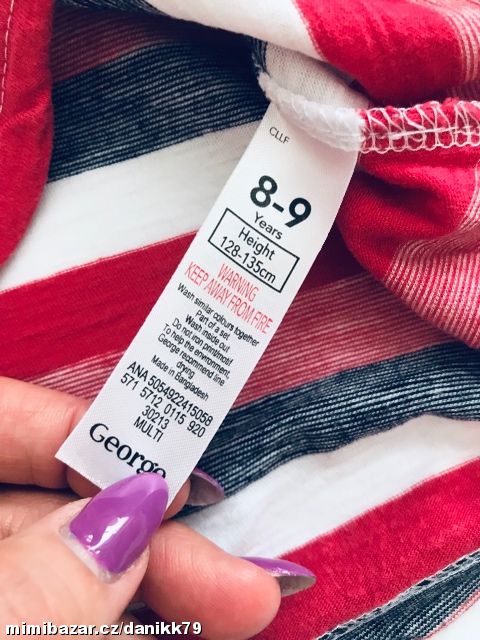 CLLF
8-9
Years
Height
128-135cm
WARNING
KEEP AWAY FROM FIRE
Wash similar colours together
Part of a set
Wash inside out
Do not iron print/motif
To help the environment,
George recommend line
drying
Made in Bangladesh
ANA 5054922415058
571 5712, 0115 920
30213
MULTI
George
mimibazar.cz/danikk79